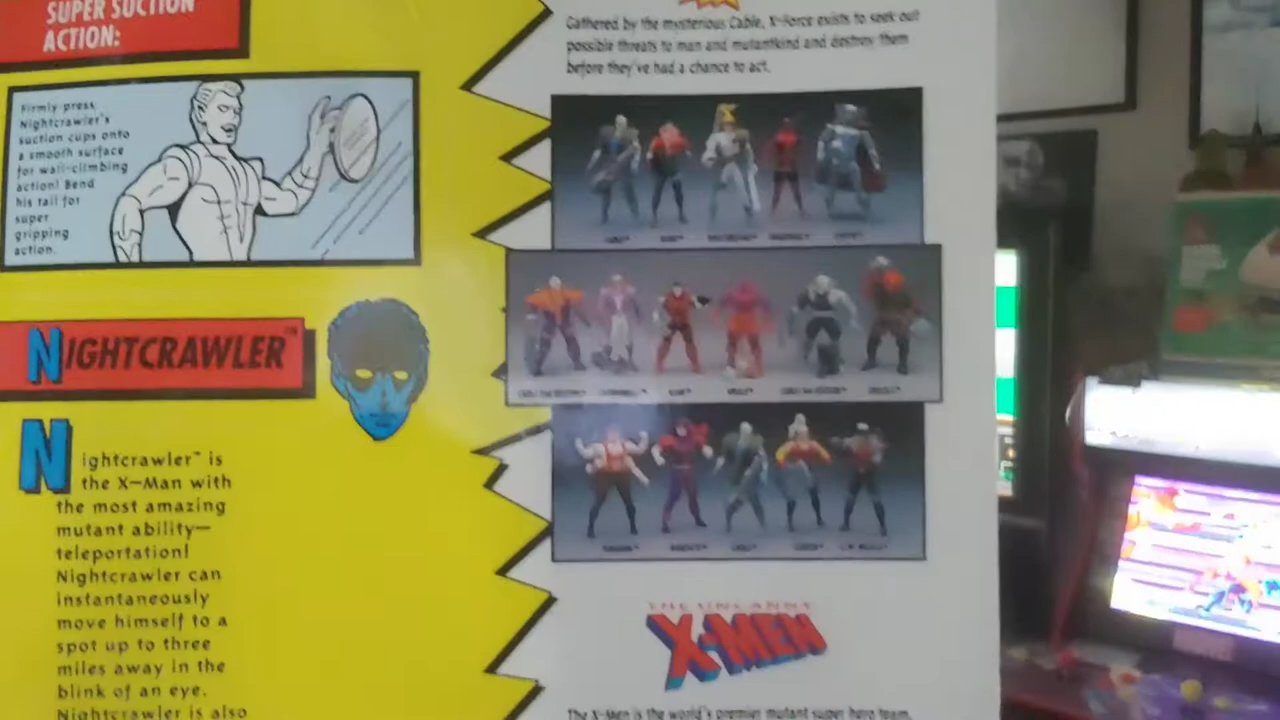 SUPER SUCTION
ACTION:
Firmly press
Nightcrawler's
suction cups onto
a smooth surface
for wall-climbing
action! Bend
his tail for
super
gripping
action.
NIGHTCRAWLER™
Nightcrawler™ is
the X-Man with
the most amazing
mutant ability—
teleportation!
Nightcrawler can
instantaneously
move himself to a
spot up to three
miles away in the
blink of an eye.
Nightcrawler is also
Gathered by the mysterious Cable, X-Force exists to seek out
possible threats to man and mutantkind and destroy them
before they've had a chance to act.
THE UNCANNY
X-MEN
The X-Men is the world's premier mutant super hero team,